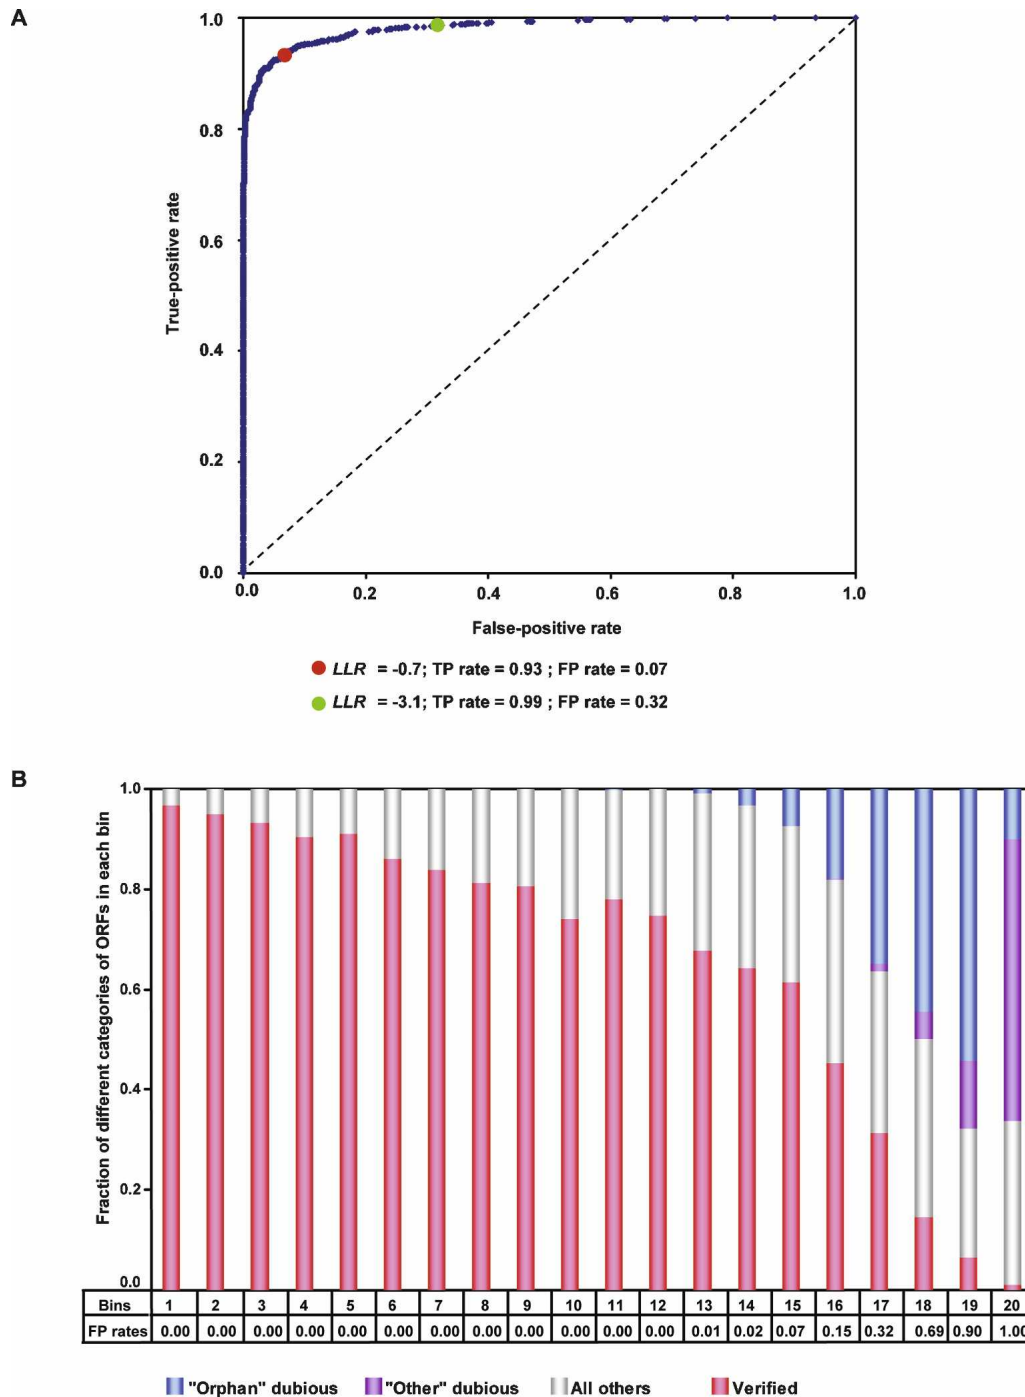 A
1.0
0.8
0.6
0.4
0.2
0.0
True-positive rate
0.0 0.2 0.4 0.6 0.8 1.0
False-positive rate
LLR = -0.7; TP rate = 0.93 ; FP rate = 0.07
LLR = -3.1; TP rate = 0.99 ; FP rate = 0.32
B
1.0
0.8
0.6
0.4
0.2
0.0
Fraction of different categories of ORFs in each bin
Bins 1 2 3 4 5 6 7 8 9 10 11 12 13 14 15 16 17 18 19 20
FP rates 0.00 0.00 0.00 0.00 0.00 0.00 0.00 0.00 0.00 0.00 0.00 0.00 0.01 0.02 0.07 0.15 0.32 0.69 0.90 1.00
"Orphan" dubious "Other" dubious All others Verified